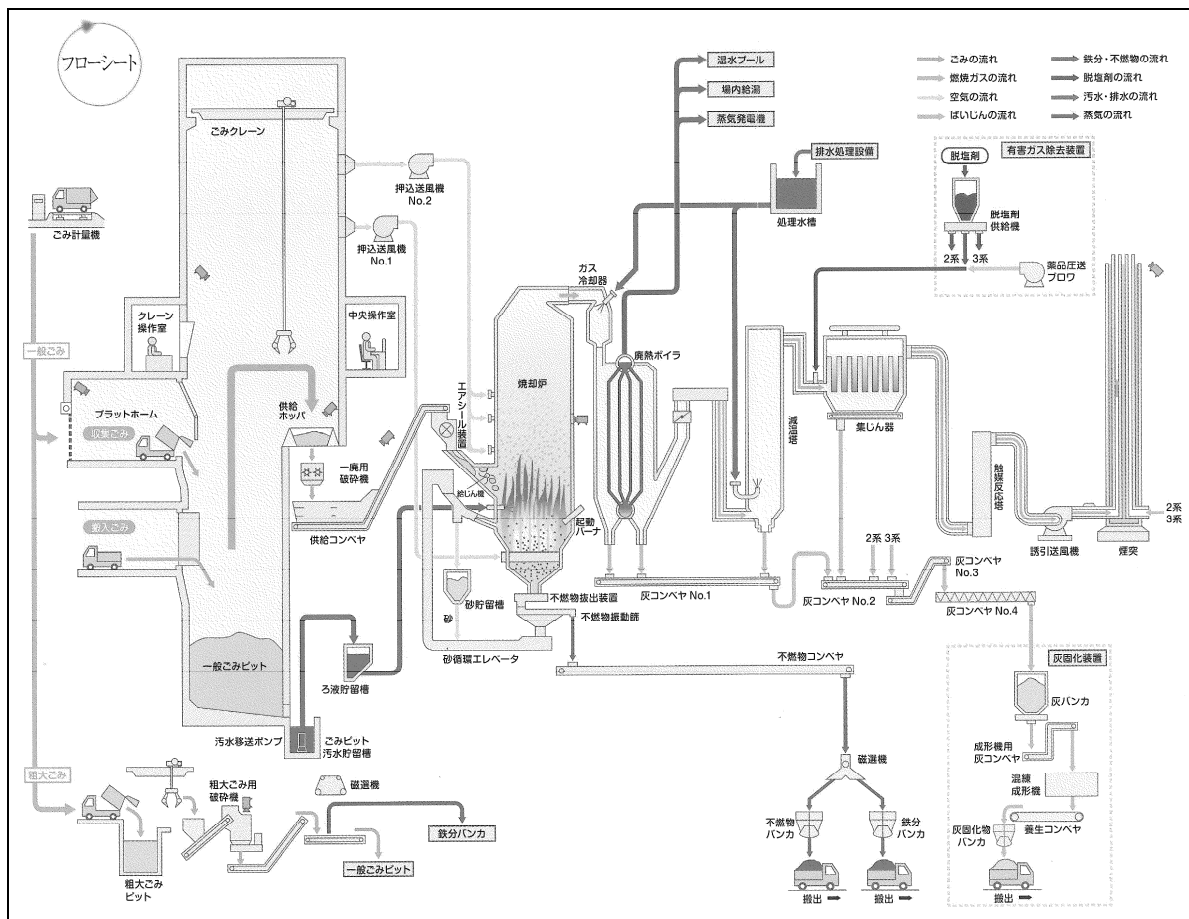 フローシート
ごみの流れ
燃焼ガスの流れ
空気の流れ
ばいじんの流れ
鉄分・不燃物の流れ
脱塩剤の流れ
汚水・排水の流れ
蒸気の流れ
温水プール
場内給湯
蒸気発電機
ごみクレーン
押込送風機
No.2
押込送風機
No.1
ごみ計量機
排水処理設備
処理水槽
脱塩剤
有害ガス除去装置
脱塩剤
供給機
2系
3系
薬品圧送
ブロワ
ガス
冷却器
クレーン
操作室
中央操作室
一般ごみ
プラットホーム
収集ごみ
搬入ごみ
供給
ホッパ
一廃用
破砕機
供給コンベヤ
エアシール装置
給じん機
焼却炉
起動
バーナ
廃熱ボイラ
減温塔
集じん器
触媒反応塔
誘引送風機
煙突
2系
3系
砂貯留槽
砂
砂循環エレベータ
不燃物抜出装置
不燃物振動篩
灰コンベヤ No.1
2系 3系
灰コンベヤ No.2
灰コンベヤ
No.3
灰コンベヤ No.4
不燃物コンベヤ
一般ごみピット
ろ液貯留槽
汚水移送ポンプ
ごみピット
汚水貯留槽
灰固化装置
灰バンカ
成形機用
灰コンベヤ
混練
成形機
養生コンベヤ
灰固化物
バンカ
搬出
磁選機
不燃物
バンカ
鉄分
バンカ
搬出
搬出
粗大ごみ
粗大ごみ用
破砕機
磁選機
鉄分バンカ
一般ごみピット
粗大ごみ
ピット